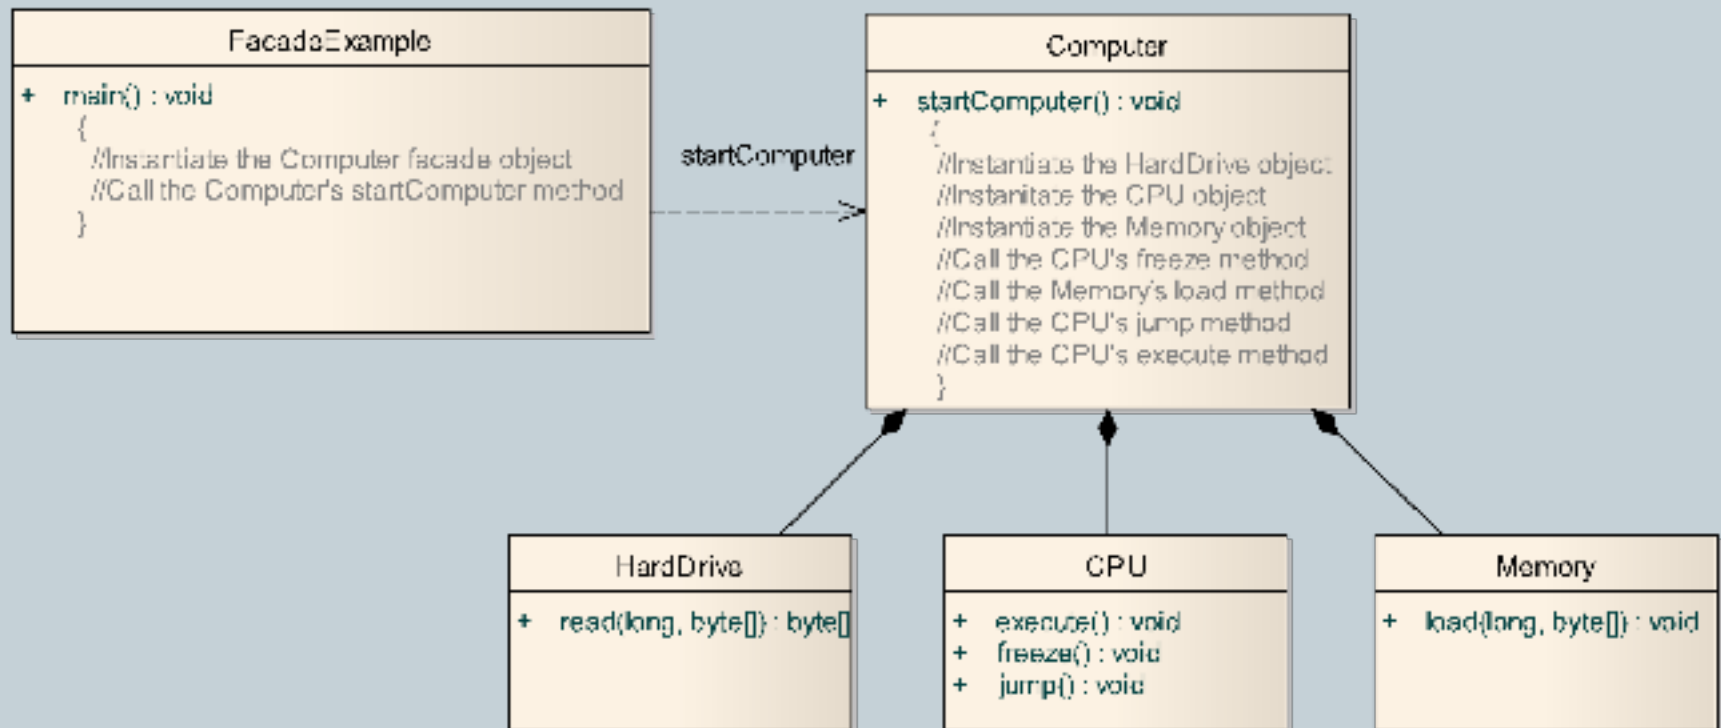 FacadeExample
+ main() : void
{
//Instantiate the Computer facade object
//Call the Computer's startComputer method
}
startComputer
Computer
+ startComputer() : void
{
//Instantiate the HardDrive object
//Instanitate the CPU object
//Instantiate the Memory object
//Call the CPU's freeze method
//Call the Memory's load method
//Call the CPU's jump method
//Call the CPU's execute method
}
HardDrive
+ read(long, byte[]) : byte[]
CPU
+ execute() : void
+ freeze() : void
+ jump() : void
Memory
+ load(long, byte[]) : void